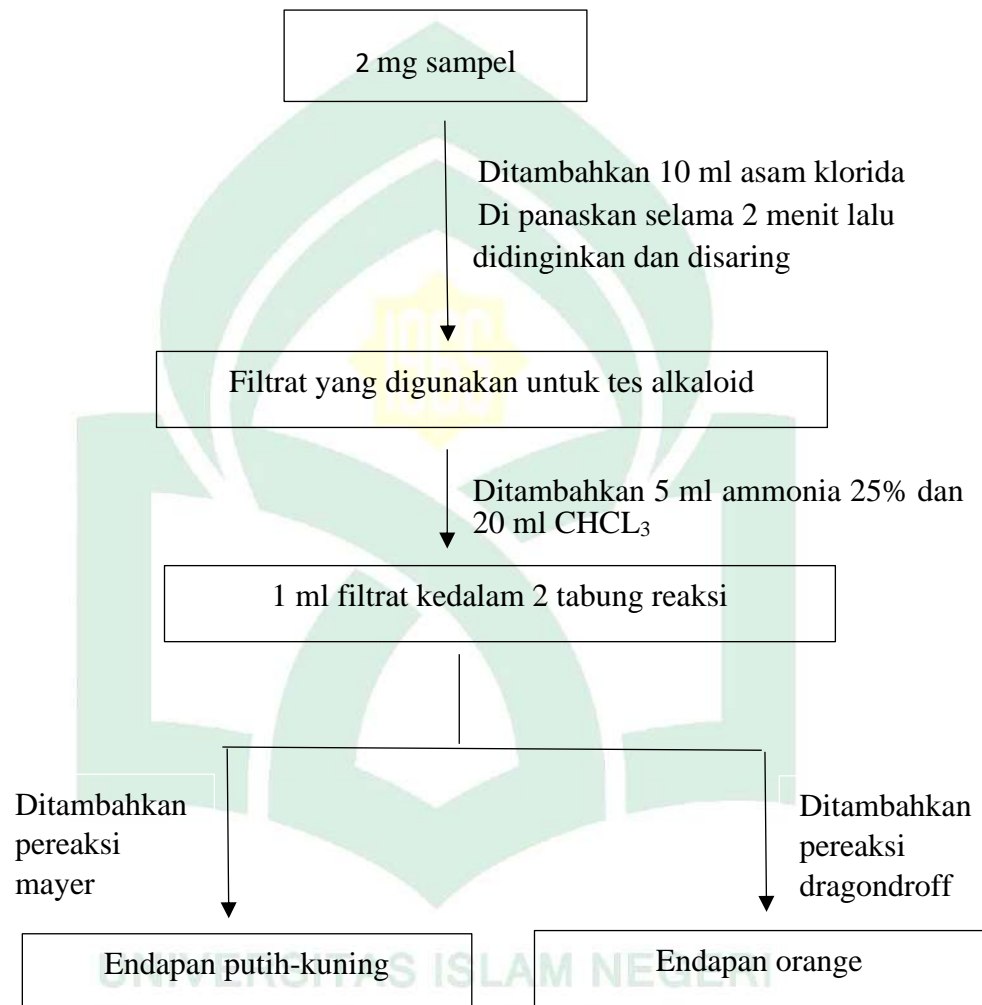 2 mg sampel
Ditambahkan 10 ml asam klorida
Di panaskan selama 2 menit lalu
didinginkan dan disaring
1965
Filtrat yang digunakan untuk tes alkaloid
Ditambahkan 5 ml ammonia 25% dan
20 ml CHCL₃
1 ml filtrat kedalam 2 tabung reaksi
Ditambahkan
pereaksi
mayer
Ditambahkan
pereaksi
dragondroff
Endapan putih-kuning
Endapan orange
UNIVERSITAS ISLAM NEGERI